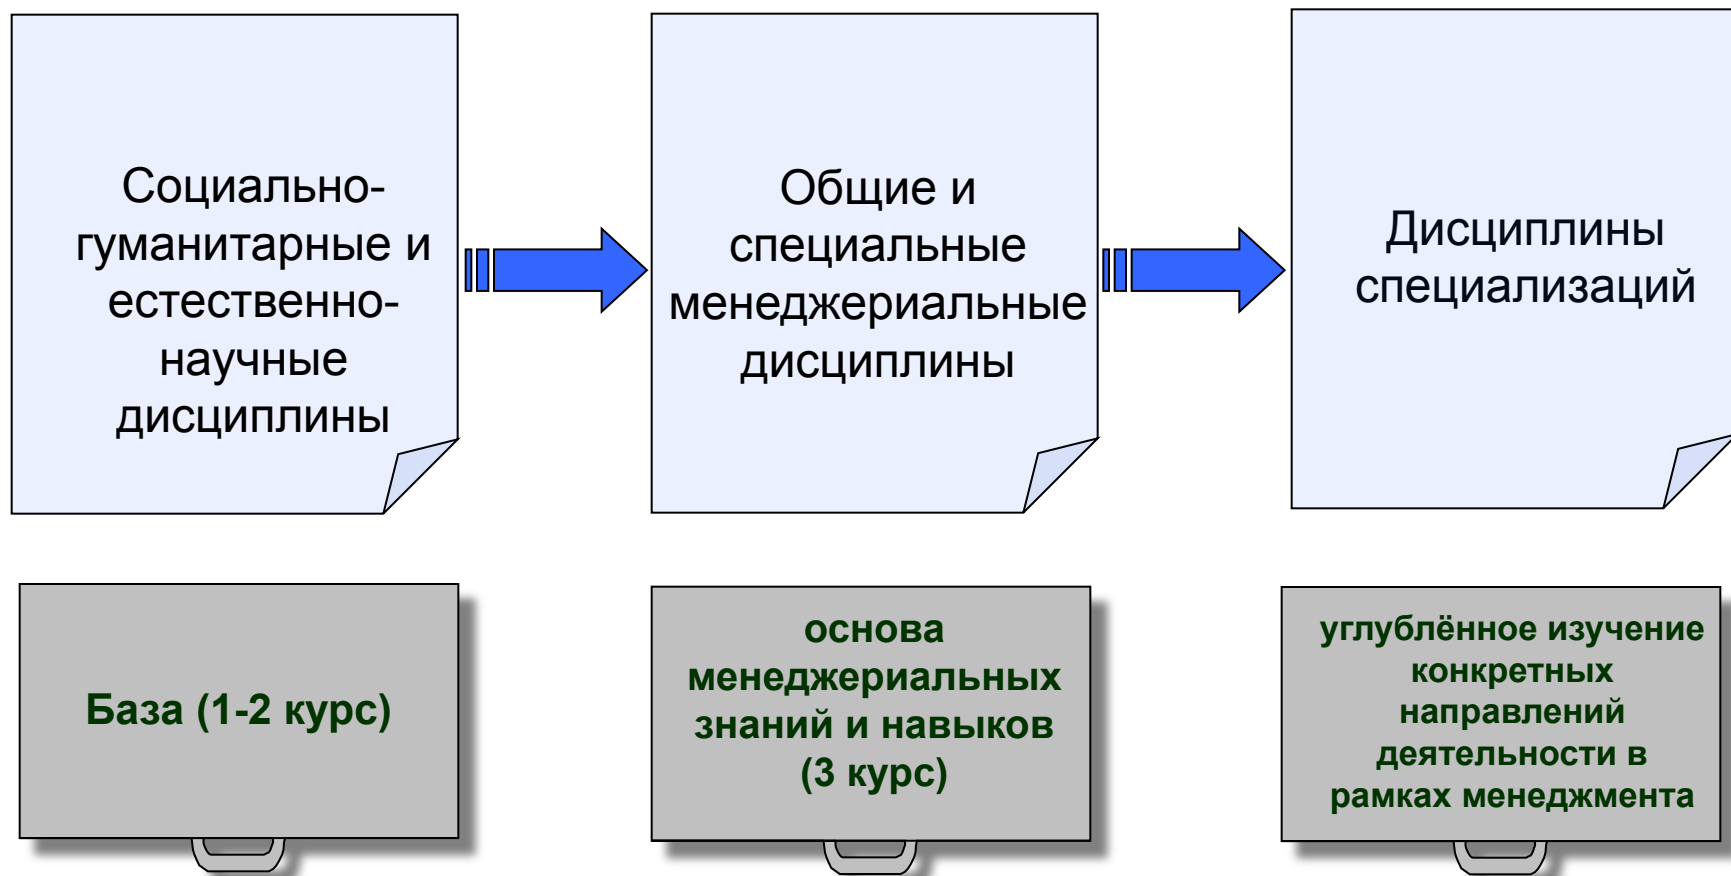 Социально-
гуманитарные и
естественно-
научные
дисциплины
Общие и
специальные
менеджериальные
дисциплины
Дисциплины
специализаций
База (1-2 курс)
основа
менеджериальных
знаний и навыков
(3 курс)
углублённое изучение
конкретных
направлений
деятельности в
рамках менеджмента